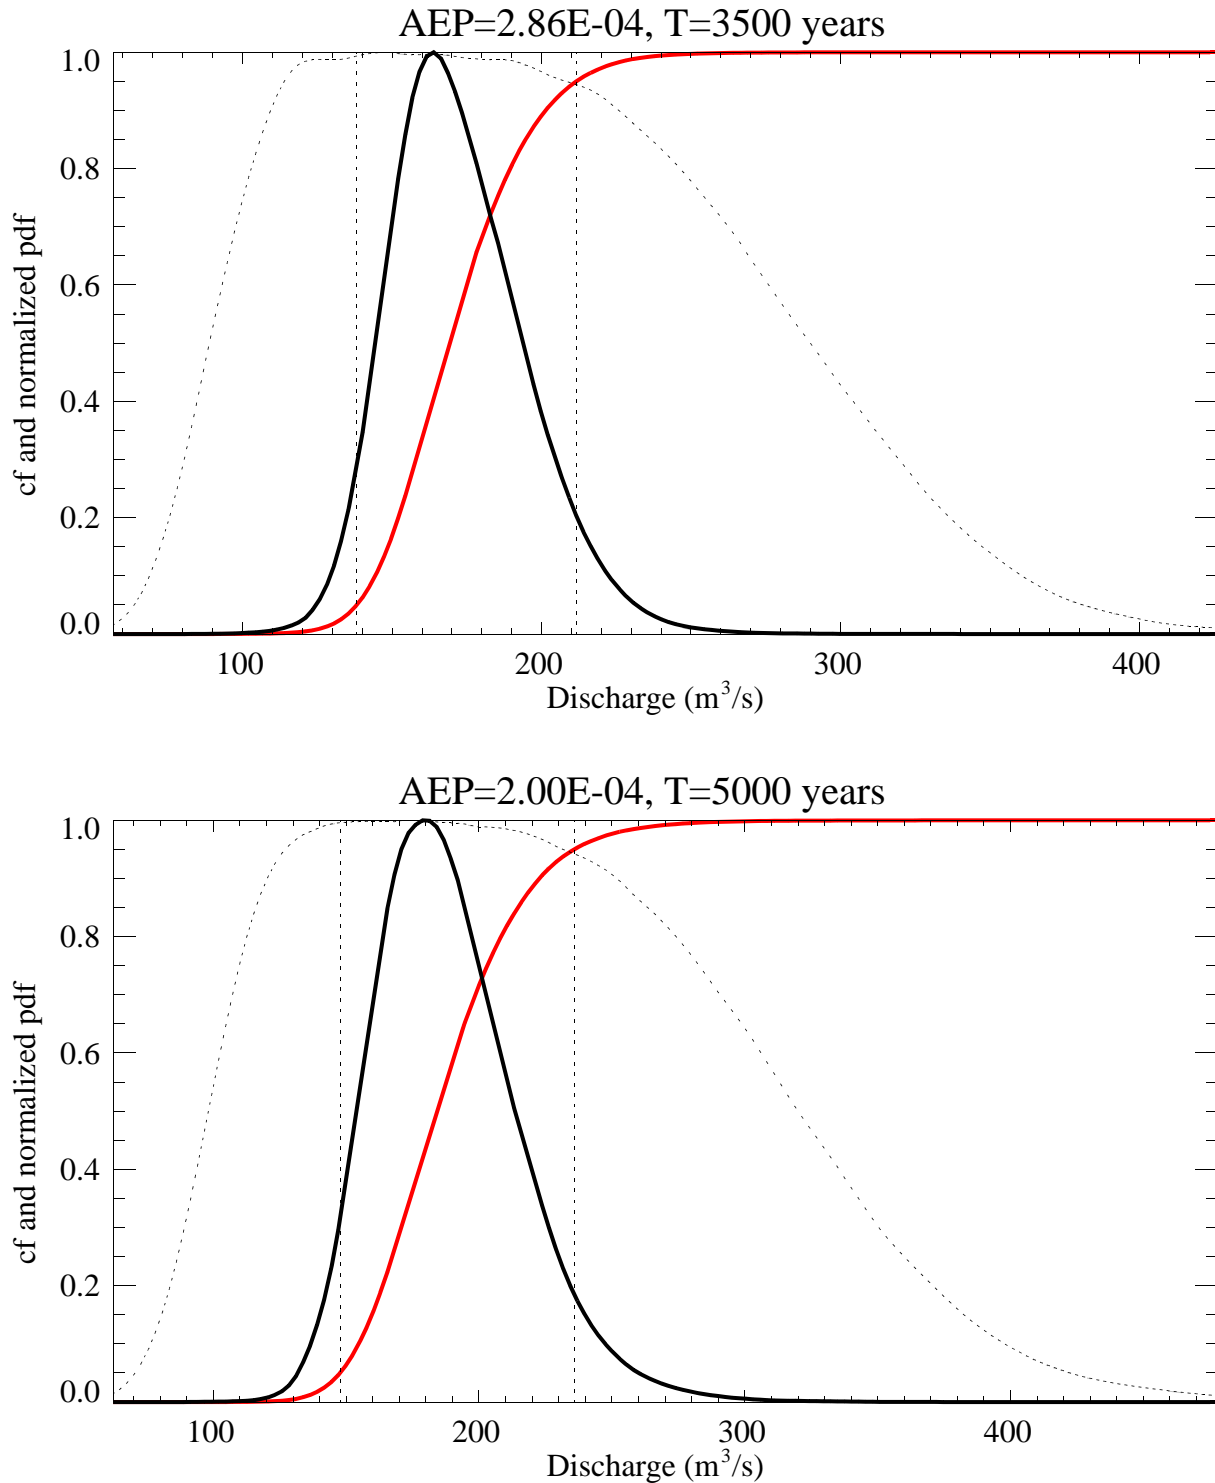 AEP=2.86E-04, T=3500 years
1.0
0.8
0.6
0.4
0.2
0.0
cf and normalized pdf
100 200 300 400
Discharge (m³/s)
AEP=2.00E-04, T=5000 years
1.0
0.8
0.6
0.4
0.2
0.0
cf and normalized pdf
100 200 300 400
Discharge (m³/s)